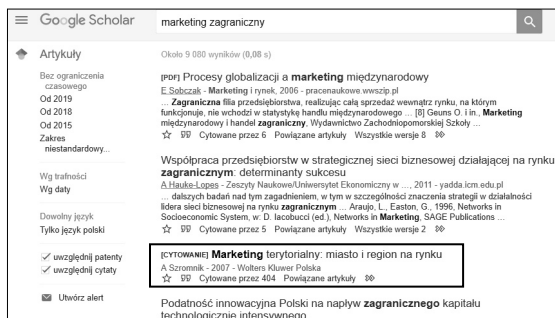 Google Scholar
marketing zagraniczny
Artykuły
Około 9 080 wyników (0,08 s)
Bez ograniczenia
czasowego
Od 2019
Od 2018
Od 2015
Zakres
niestandardowy...
Wg trafności
Wg daty
Dowolny język
Tylko język polski
uwzględnij patenty
uwzględnij cytaty
Utwórz alert
[PDF] Procesy globalizacji a marketing międzynarodowy
E Sobczak - Marketing i rynek, 2006 - pracenaukowe.wwszip.pl
... Zagraniczna filia przedsiębiorstwa, realizując całą sprzedaż wewnątrz rynku, na którym
funkcjonuje, nie wchodzi w statystykę handlu międzynarodowego ... [8] Geuns O. i in., Marketing
międzynarodowy i handel zagraniczny, Wydawnictwo Zachodniopomorskiej Szkoły ...
Cytowane przez 6 Powiązane artykuły Wszystkie wersje 8
Współpraca przedsiębiorstw w strategicznej sieci biznesowej działającej na rynku
zagranicznym: determinanty sukcesu
A Hauke-Lopes - Zeszyty Naukowe/Uniwersytet Ekonomiczny w ..., 2011 - yadda.icm.edu.pl
... dalszych badań nad tym zagadnieniem, w tym w szczególności znaczenia strategii w działalności
lidera sieci biznesowej na rynku zagranicznym ... Araujo, L., Easton, G., 1996, Networks in
Socioeconomic System, w: D. Iacobucci (ed.), Networks in Marketing, SAGE Publications ...
Cytowane przez 5 Powiązane artykuły Wszystkie wersje 2
[CYTOWANIE] Marketing terytorialny: miasto i region na rynku
A Szromnik - 2007 - Wolters Kluwer Polska
Cytowane przez 404 Powiązane artykuły
Podatność innowacyjna Polski na napływ zagranicznego kapitału
technologicznie intensywnego